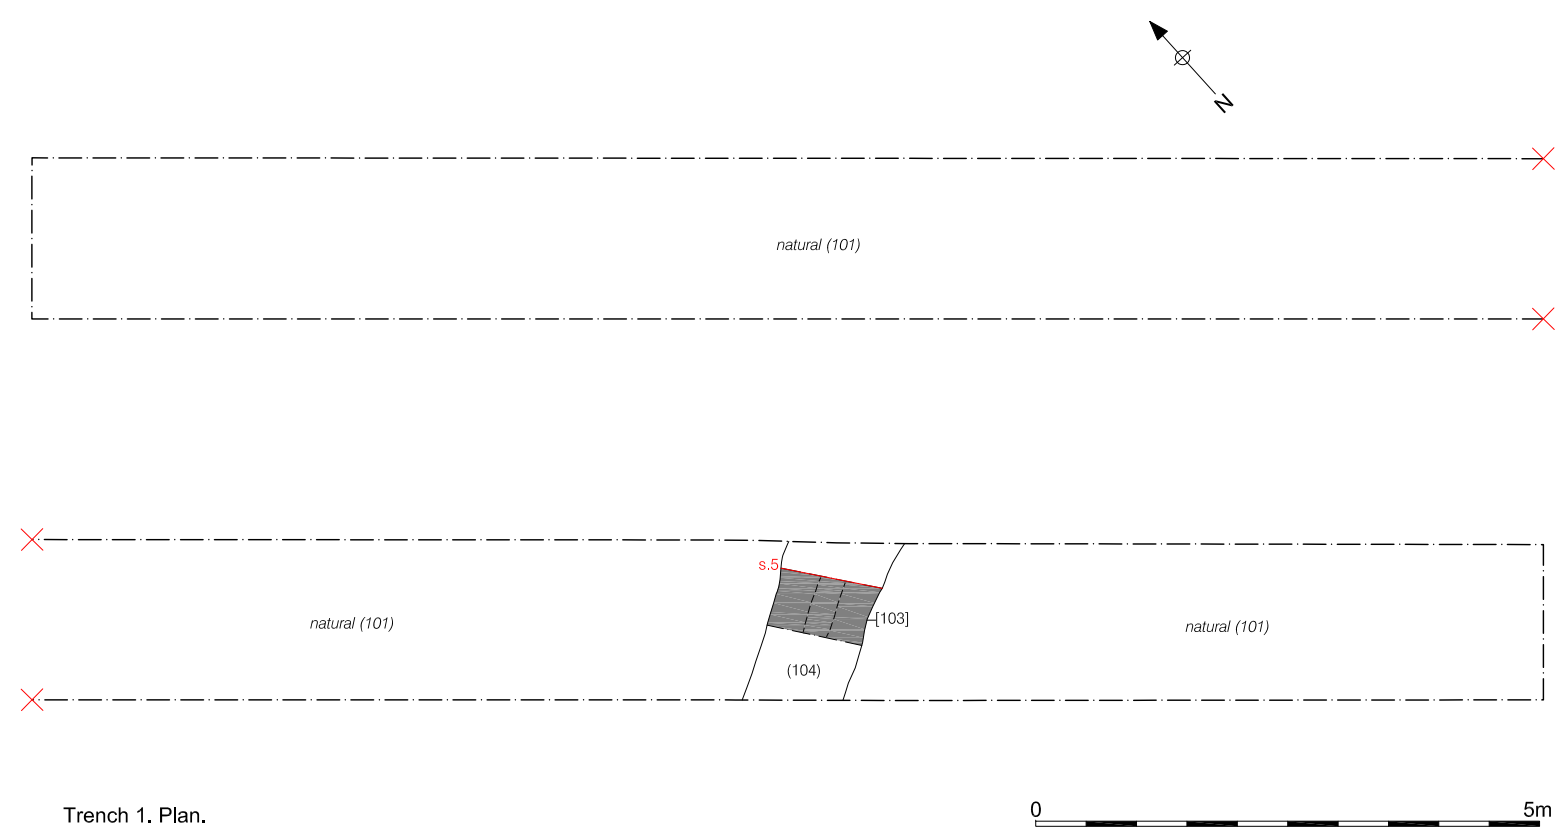 N
natural (101)
s.5
[103]
natural (101)
natural (101)
(104)
Trench 1. Plan.
0 5m